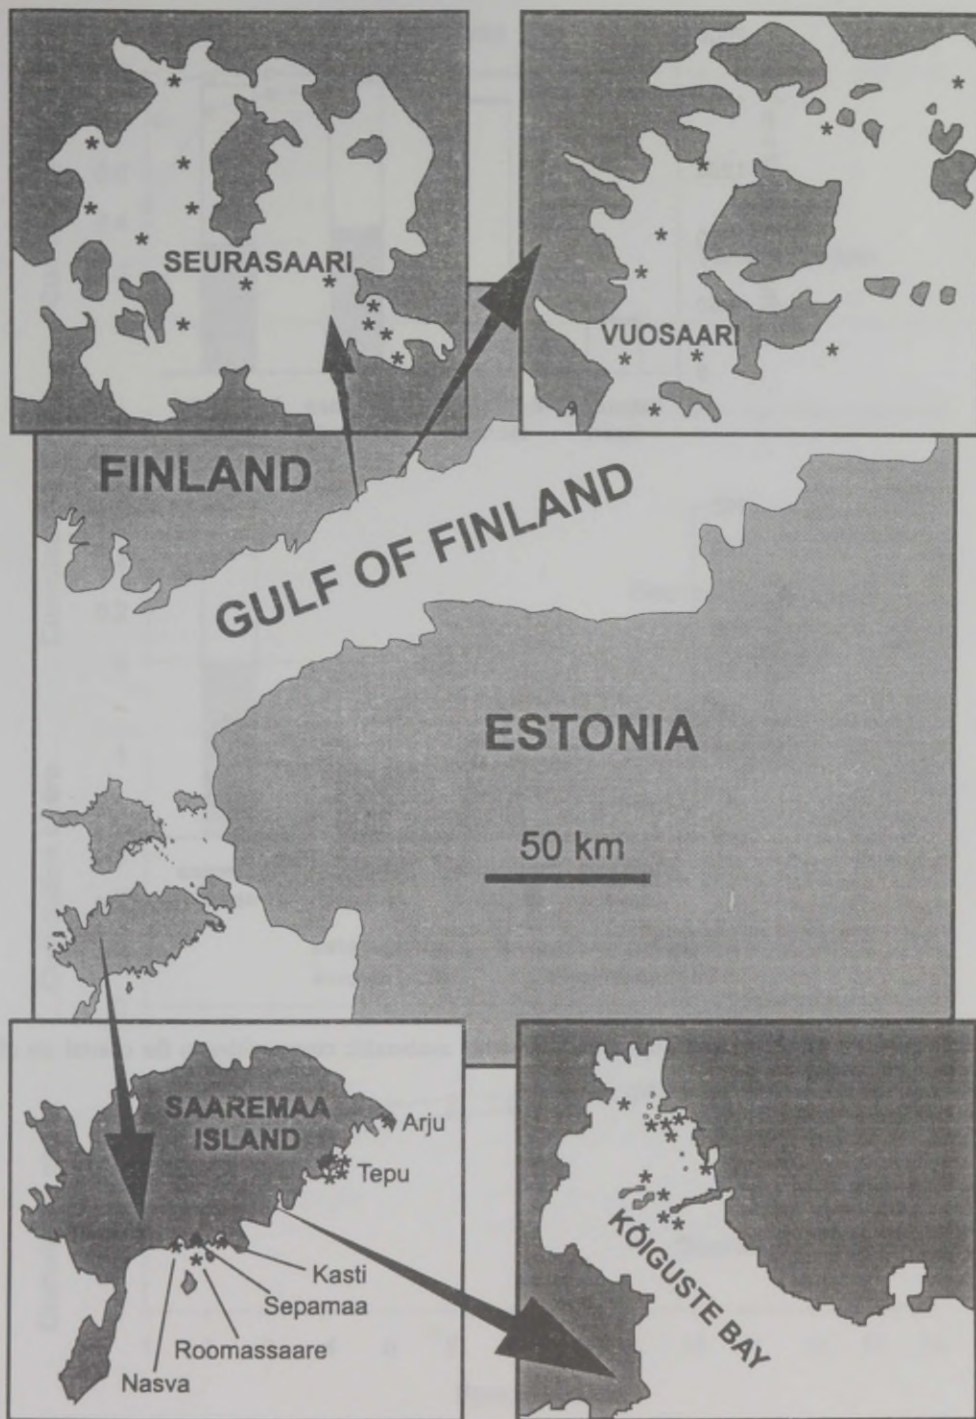 SEURASAARI
VUOSAARI
FINLAND
GULF OF FINLAND
ESTONIA
50 km
SAAREMAA
ISLAND
Arju
Tepu
Kasti
Sepamaa
Roomassaare
Nasva
KÕIGUSTE BAY